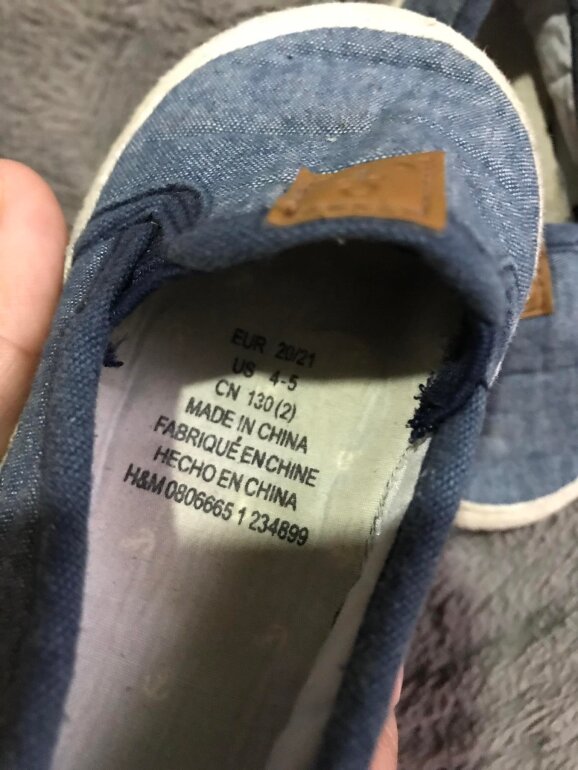 EUR 20/21
US 4-5
CN 130(2)
MADE IN CHINA
FABRIQUÉ EN CHINE
HECHO EN CHINA
H&M 0806665 1 234899